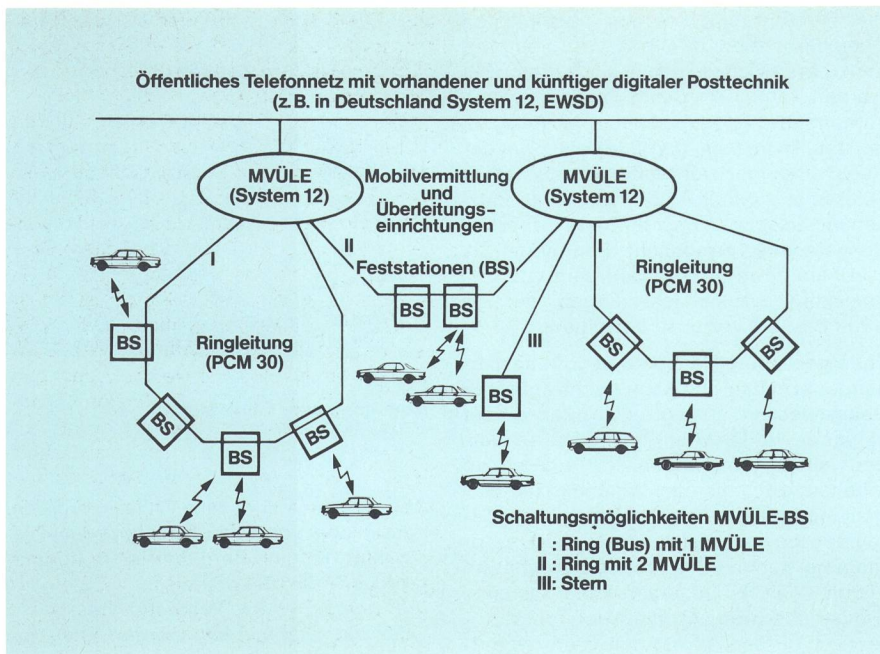 Öffentliches Telefonnetz mit vorhandener und künftiger digitaler Posttechnik
(z. B. in Deutschland System 12, EWSD)
MVÜLE
(System 12)
Mobilvermittlung
und
Überleitungs-
einrichtungen
MVÜLE
(System 12)
I
II
Feststationen (BS)
I
Ringleitung
(PCM 30)
BS
BS
BS
Ringleitung
(PCM 30)
III
BS
BS
BS
BS
BS
BS
BS
BS
Schaltungsmöglichkeiten MVÜLE-BS
I : Ring (Bus) mit 1 MVÜLE
II : Ring mit 2 MVÜLE
III: Stern